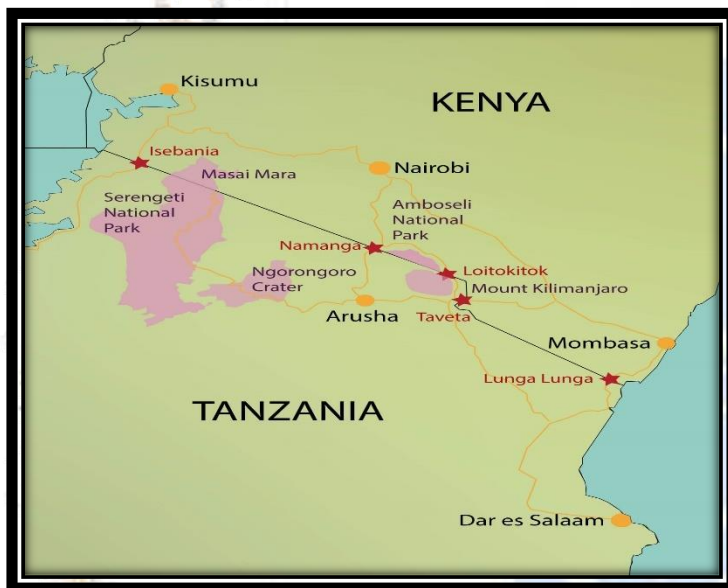 Kisumu
KENYA
Isebania
Masai Mara
Nairobi
Serengeti
National
Park
Amboseli
National
Park
Namanga
Ngorongoro
Crater
Loitokitok
Mount Kilimanjaro
Arusha
Taveta
Mombasa
Lunga Lunga
TANZANIA
Dar es Salaam